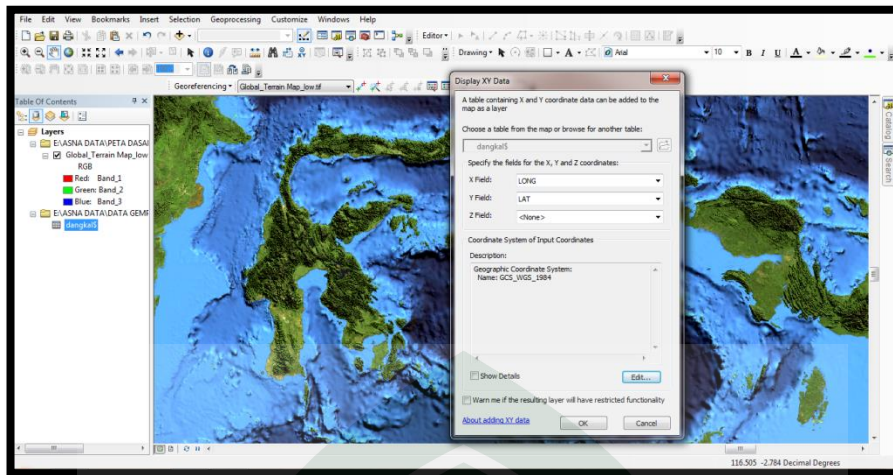 File Edit View Bookmarks Insert Selection Geoprocessing Customize Windows Help
Editor
Drawing A Arial 10 B I U A
Georeferencing Global_Terrain Map_low.tif
Table Of Contents
Layers
E:\ASNA DATA\PETA DASAI
Global_Terrain Map_low
RGB
Red: Band_1
Green: Band_2
Blue: Band_3
E:\ASNA DATA\DATA GEMF
dangkal$
Display XY Data
A table containing X and Y coordinate data can be added to the
map as a layer
Choose a table from the map or browse for another table:
dangkal$
Specify the fields for the X, Y and Z coordinates:
X Field: LONG
Y Field: LAT
Z Field: <None>
Coordinate System of Input Coordinates
Description:
Geographic Coordinate System:
Name: GCS_WGS_1984
Show Details
Edit...
Warn me if the resulting layer will have restricted functionality
About adding XY data
OK Cancel
Catalog
Search
116.505 -2.784 Decimal Degrees